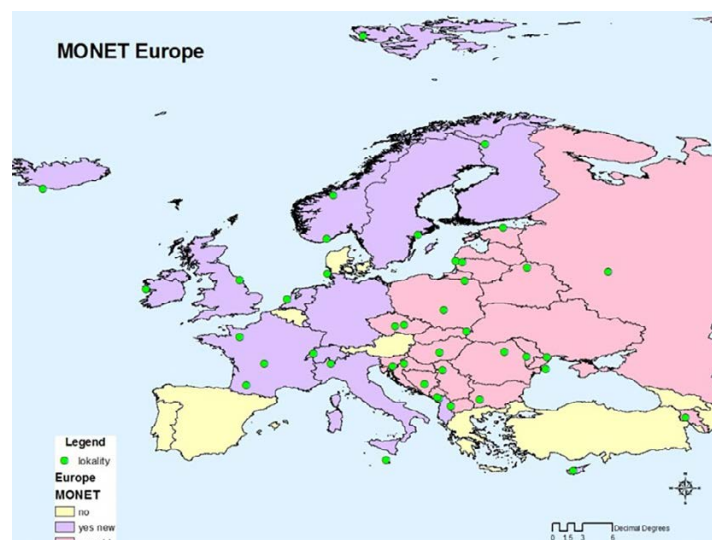 MONET Europe
Legend
lokality
Europe
MONET
no
yes new
Decimal Degrees
0 1.5 3 6